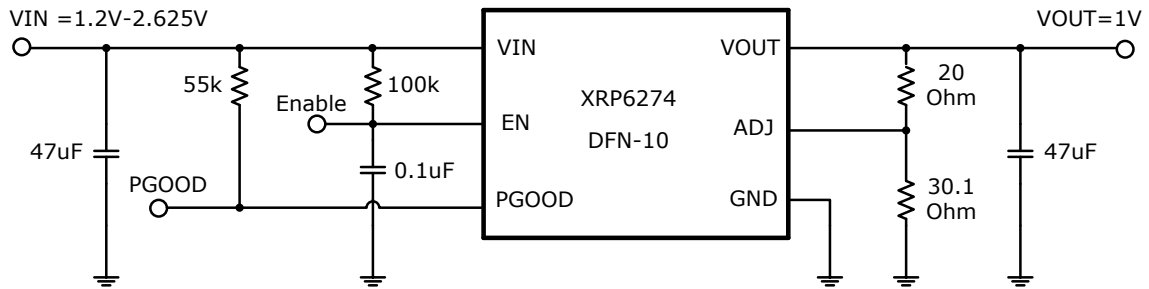 VIN =1.2V-2.625V
VOUT=1V
VIN
VOUT
55k
100k
20
Ohm
XRP6274
Enable
EN
ADJ
DFN-10
47uF
0.1uF
47uF
PGOOD
PGOOD
GND
30.1
Ohm